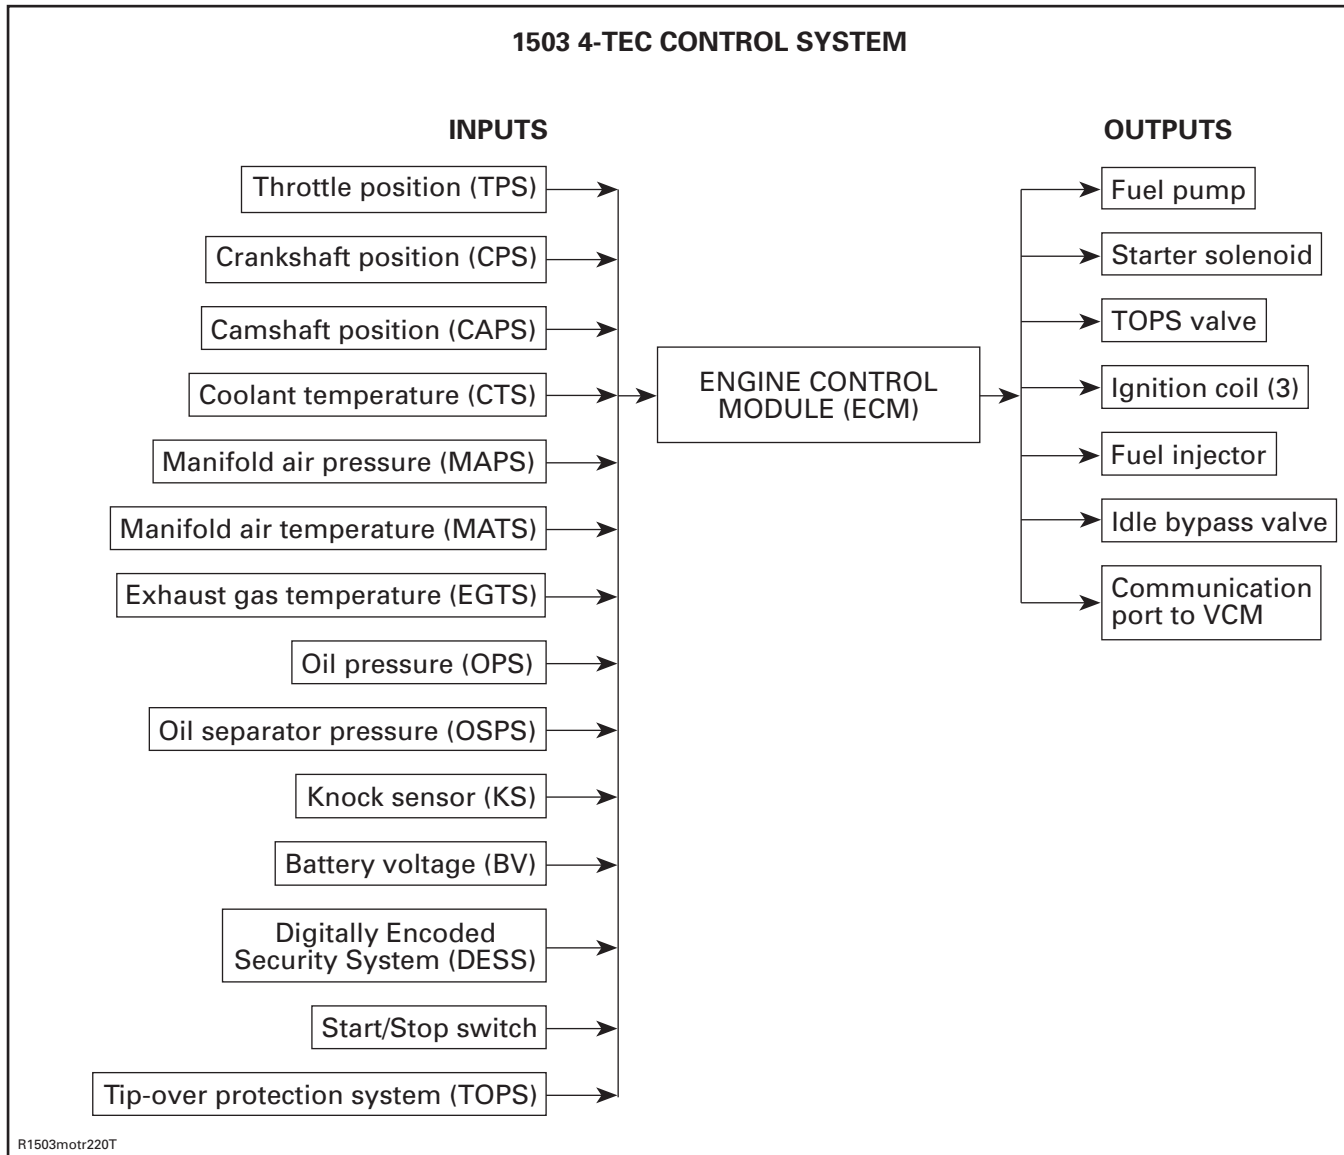 1503 4-TEC CONTROL SYSTEM
INPUTS
Throttle position (TPS)
Crankshaft position (CPS)
Camshaft position (CAPS)
Coolant temperature (CTS)
Manifold air pressure (MAPS)
Manifold air temperature (MATS)
Exhaust gas temperature (EGTS)
Oil pressure (OPS)
Oil separator pressure (OSPS)
Knock sensor (KS)
Battery voltage (BV)
Digitally Encoded
Security System (DESS)
Start/Stop switch
Tip-over protection system (TOPS)
ENGINE CONTROL
MODULE (ECM)
OUTPUTS
Fuel pump
Starter solenoid
TOPS valve
Ignition coil (3)
Fuel injector
Idle bypass valve
Communication
port to VCM
R1503motr220T